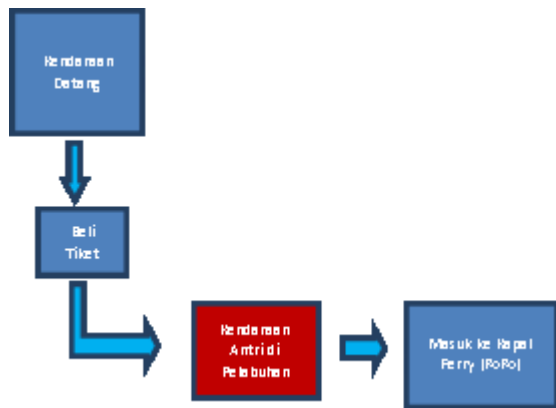 Kendaraan
Datang
Beli
Tiket
Kendaraan
Antri di
Pelabuhan
Masuk ke Kapal
Ferry (RoRo)